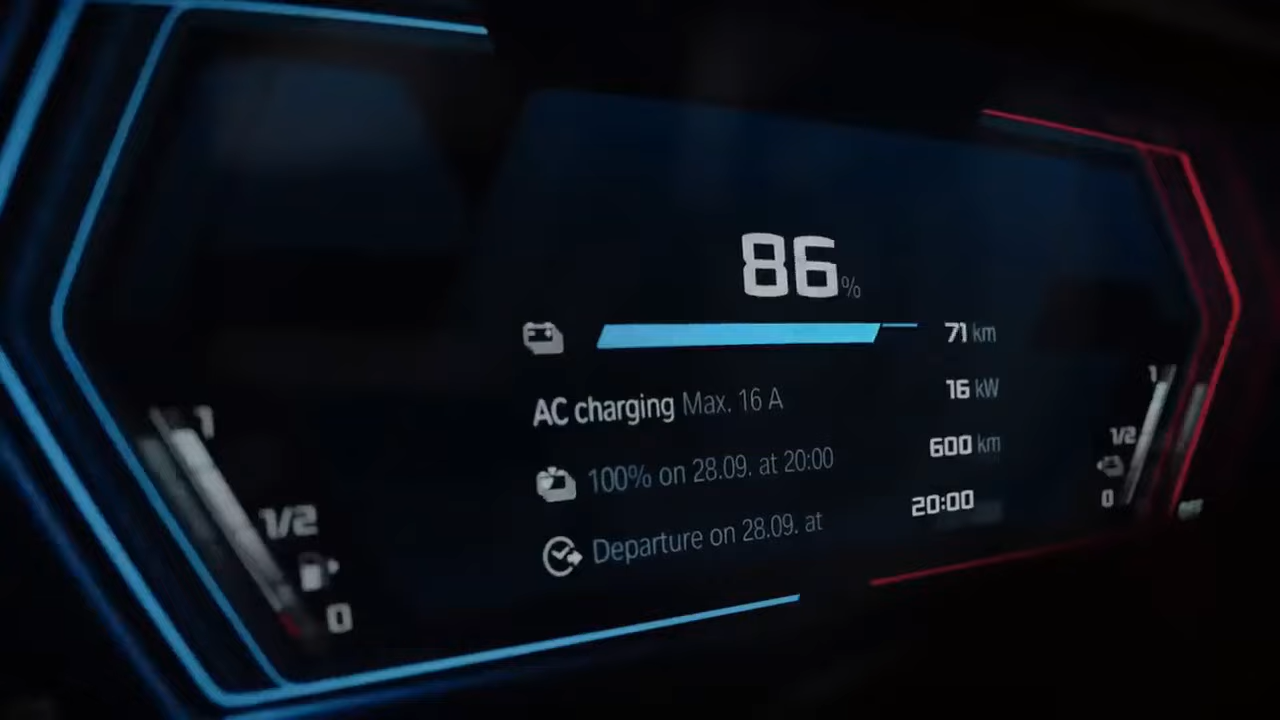 86%
71 km
AC charging Max. 16 A 16 kW
100% on 28.09. at 20:00 600 km
Departure on 28.09. at 20:00
1
1/2
0
1
1/2
0